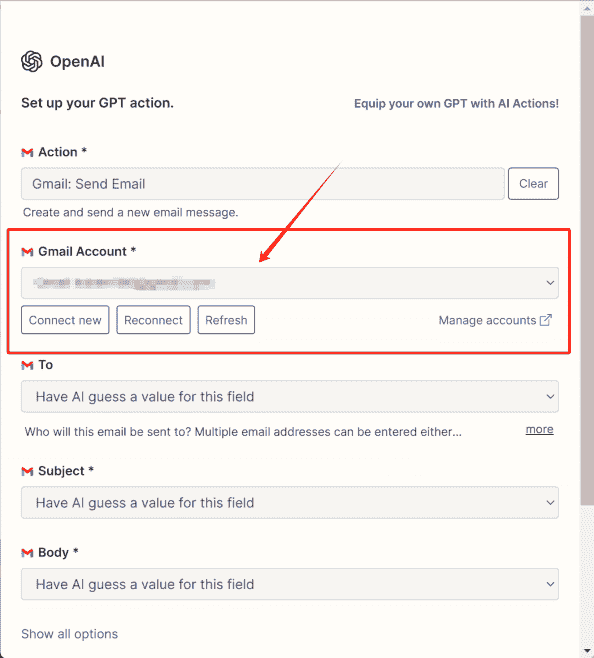 OpenAI
Set up your GPT action. Equip your own GPT with AI Actions!
Action *
Gmail: Send Email Clear
Create and send a new email message.
Gmail Account *
Connect new Reconnect Refresh Manage accounts
To
Have AI guess a value for this field
Who will this email be sent to? Multiple email addresses can be entered either... more
Subject *
Have AI guess a value for this field
Body *
Have AI guess a value for this field
Show all options